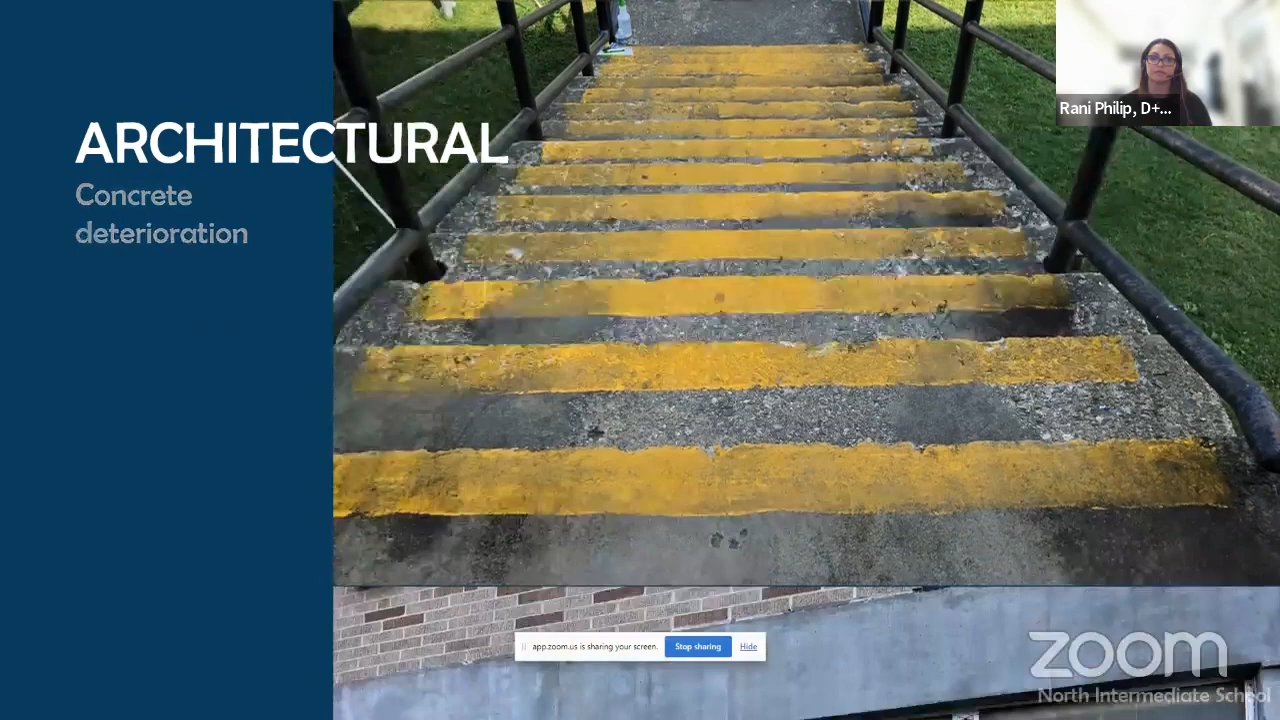 ARCHITECTURAL
Concrete
deterioration
Rani Philip, D+...
app.zoom.us is sharing your screen.
Stop sharing
Hide
zoom
North Intermediate School